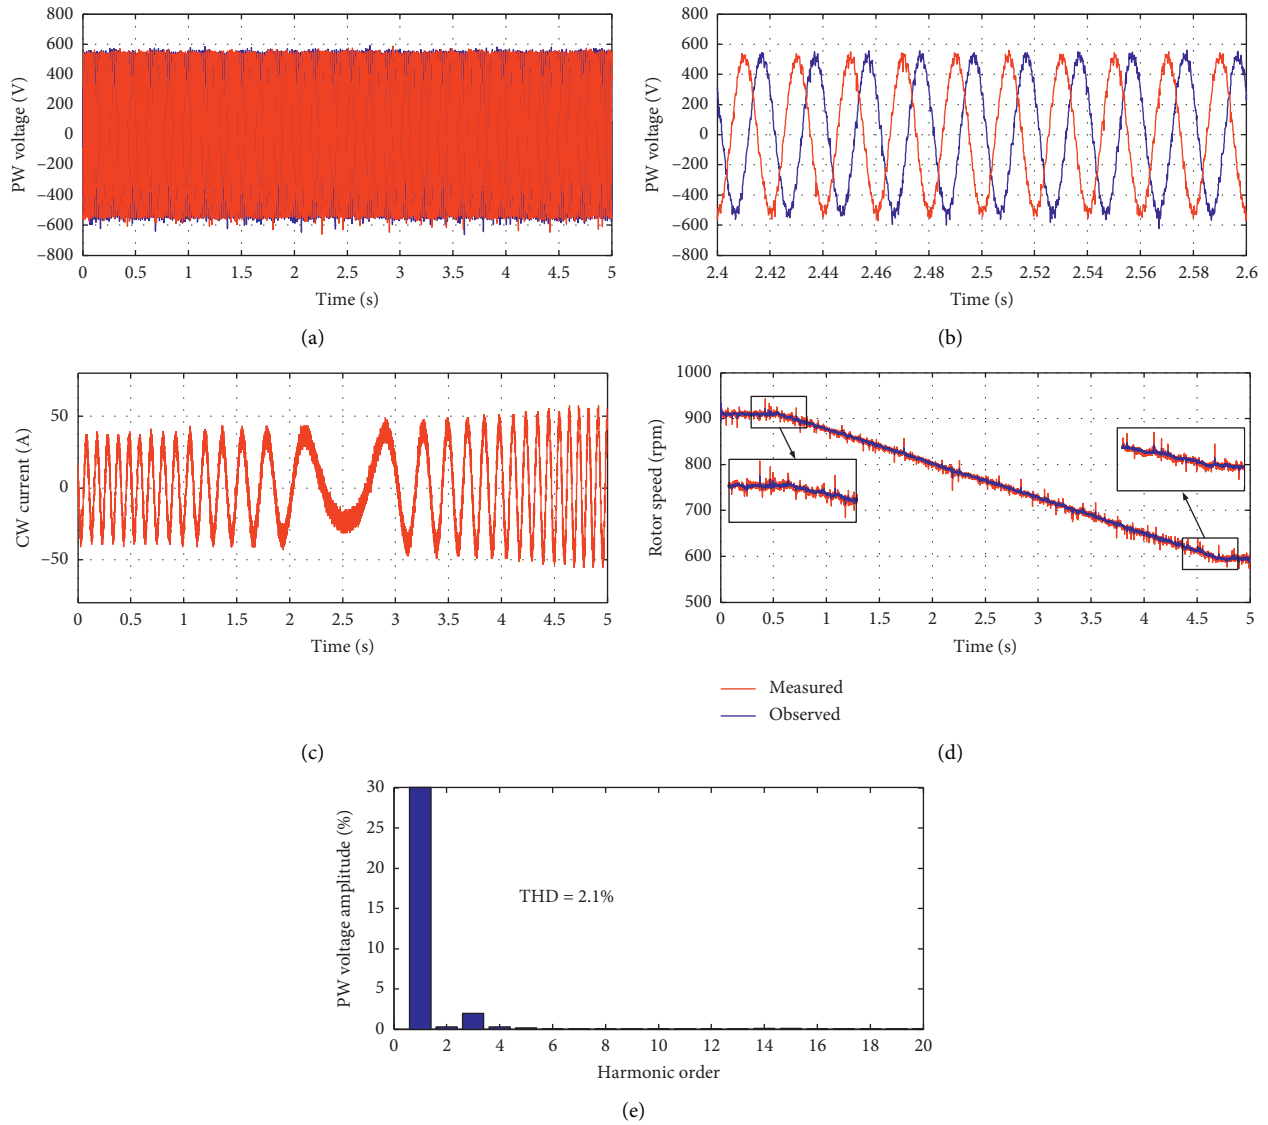 800
600
400
200
0
−200
−400
−600
−800
PW voltage (V)
0 0.5 1 1.5 2 2.5 3 3.5 4 4.5 5
Time (s)
(a)
800
600
400
200
0
−200
−400
−600
−800
PW voltage (V)
2.4 2.42 2.44 2.46 2.48 2.5 2.52 2.54 2.56 2.58 2.6
Time (s)
(b)
50
0
−50
CW current (A)
0 0.5 1 1.5 2 2.5 3 3.5 4 4.5 5
Time (s)
(c)
1000
900
800
700
600
500
Rotor speed (rpm)
0 0.5 1 1.5 2 2.5 3 3.5 4 4.5 5
Time (s)
Measured
Observed
(d)
30
25
20
15
10
5
0
PW voltage amplitude (%)
THD = 2.1%
0 2 4 6 8 10 12 14 16 18 20
Harmonic order
(e)